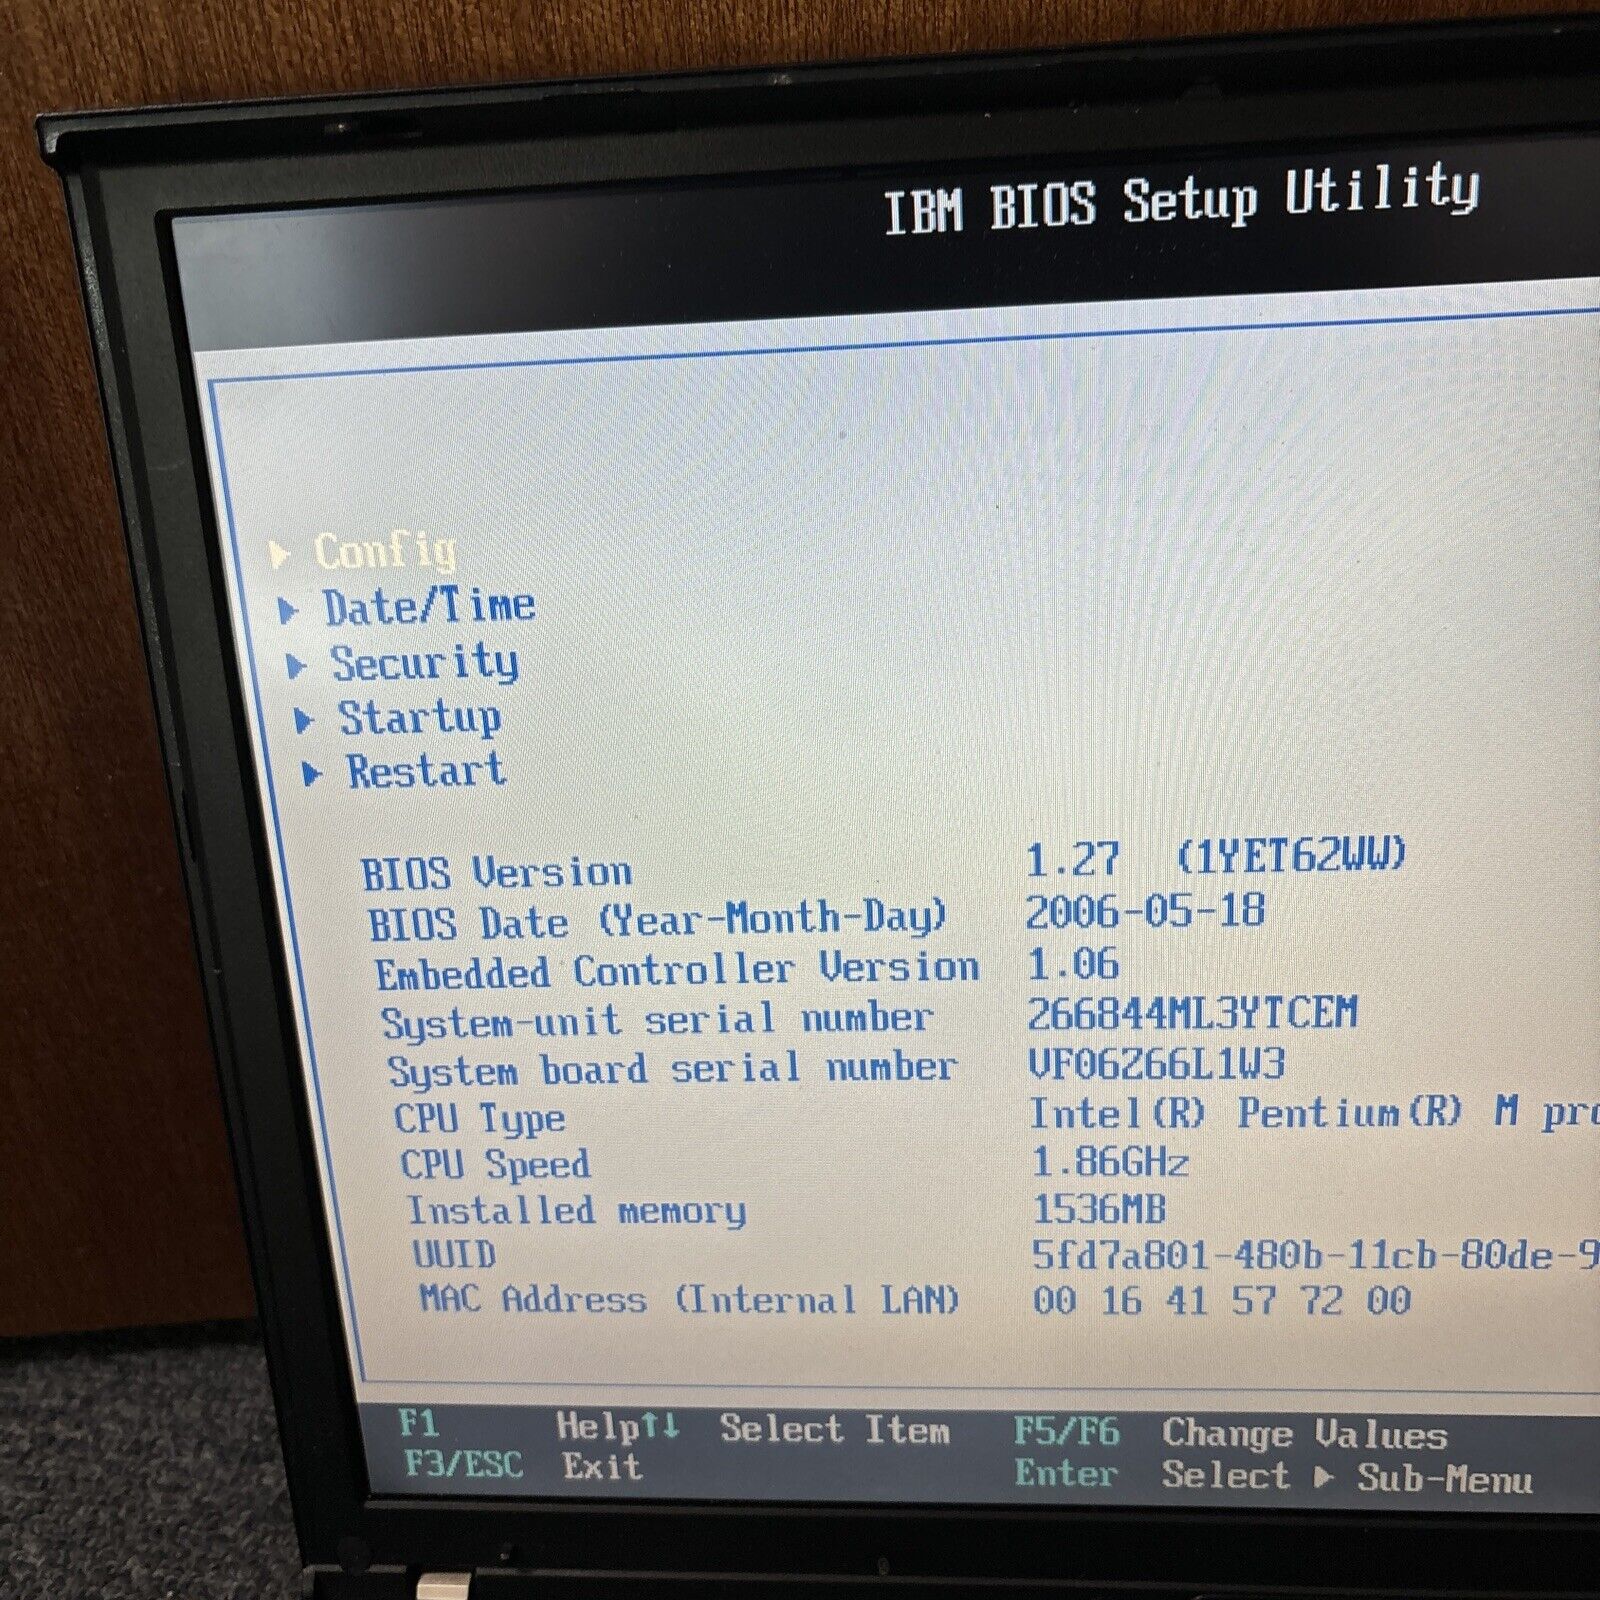 IBM BIOS Setup Utility
▶ Config
▶ Date/Time
▶ Security
▶ Startup
▶ Restart
BIOS Version 1.27 (1YET62WW)
BIOS Date (Year-Month-Day) 2006-05-18
Embedded Controller Version 1.06
System-unit serial number 266844ML3YTCEM
System board serial number VF06Z66L1W3
CPU Type Intel(R) Pentium(R) M
CPU Speed 1.86GHz
Installed memory 1536MB
UUID 5fd7a801-480b-11cb-80de-9
MAC Address (Internal LAN) 00 16 41 57 72 00
F1 Help ↑↓ Select Item F5/F6 Change Values
F3/ESC Exit Enter Select ▶ Sub-Menu